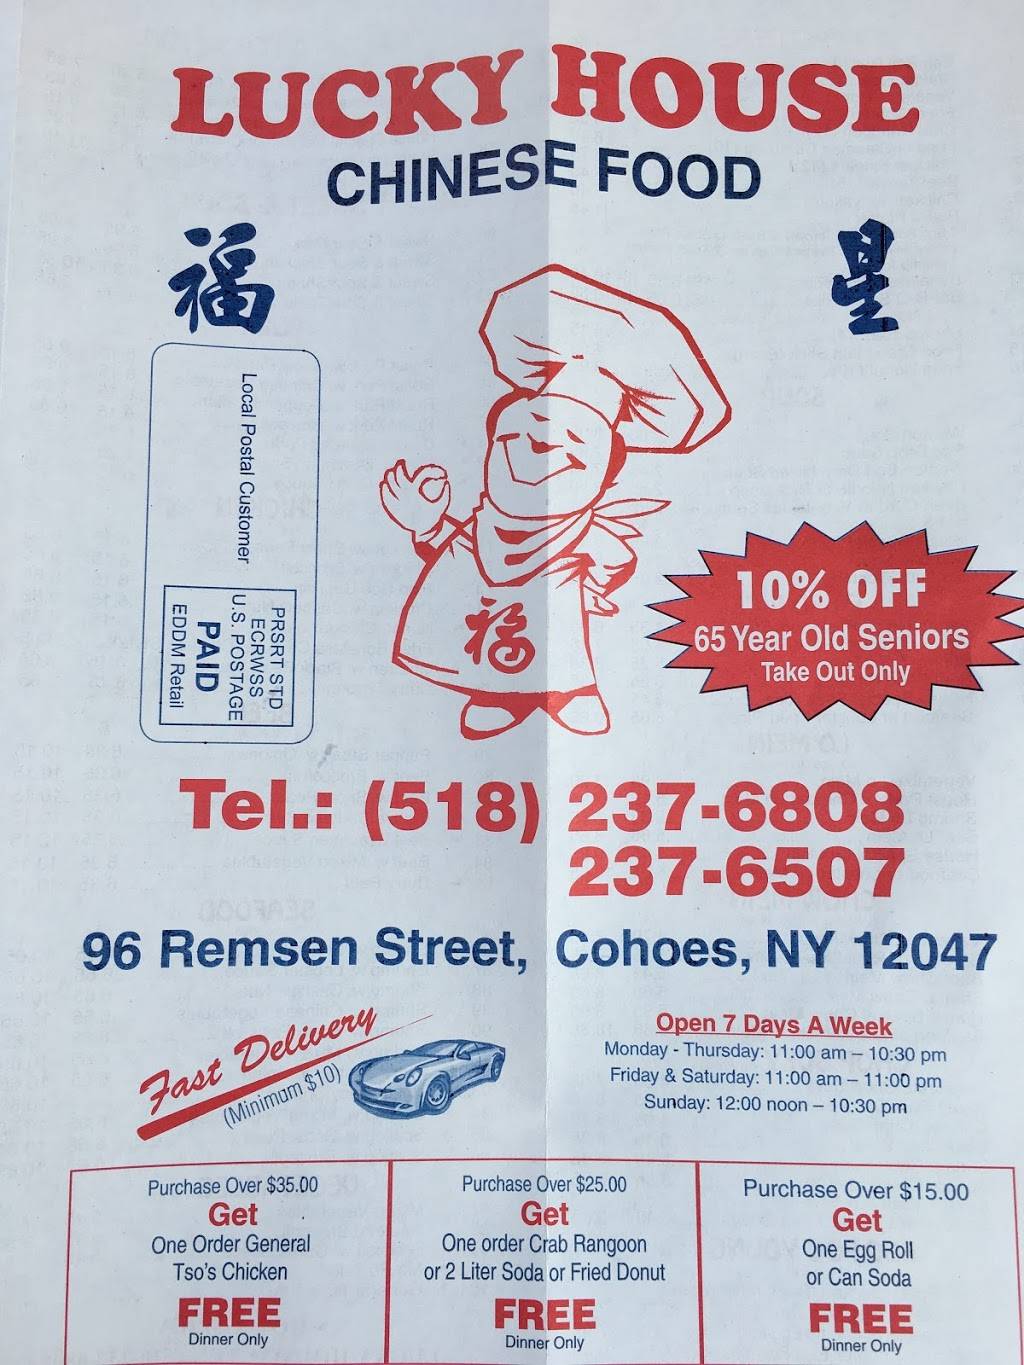 LUCKY HOUSE
CHINESE FOOD
福
星
Local Postal Customer
PRSRT STD
ECRWSS
U.S. POSTAGE
PAID
EDDM Retail
福
10% OFF
65 Year Old Seniors
Take Out Only
Tel.: (518) 237-6808
237-6507
96 Remsen Street, Cohoes, NY 12047
Fast Delivery
(Minimum $10)
Open 7 Days A Week
Monday - Thursday: 11:00 am – 10:30 pm
Friday & Saturday: 11:00 am – 11:00 pm
Sunday: 12:00 noon – 10:30 pm
Purchase Over $35.00
Get
One Order General
Tso's Chicken
FREE
Dinner Only
Purchase Over $25.00
Get
One order Crab Rangoon
or 2 Liter Soda or Fried Donut
FREE
Dinner Only
Purchase Over $15.00
Get
One Egg Roll
or Can Soda
FREE
Dinner Only